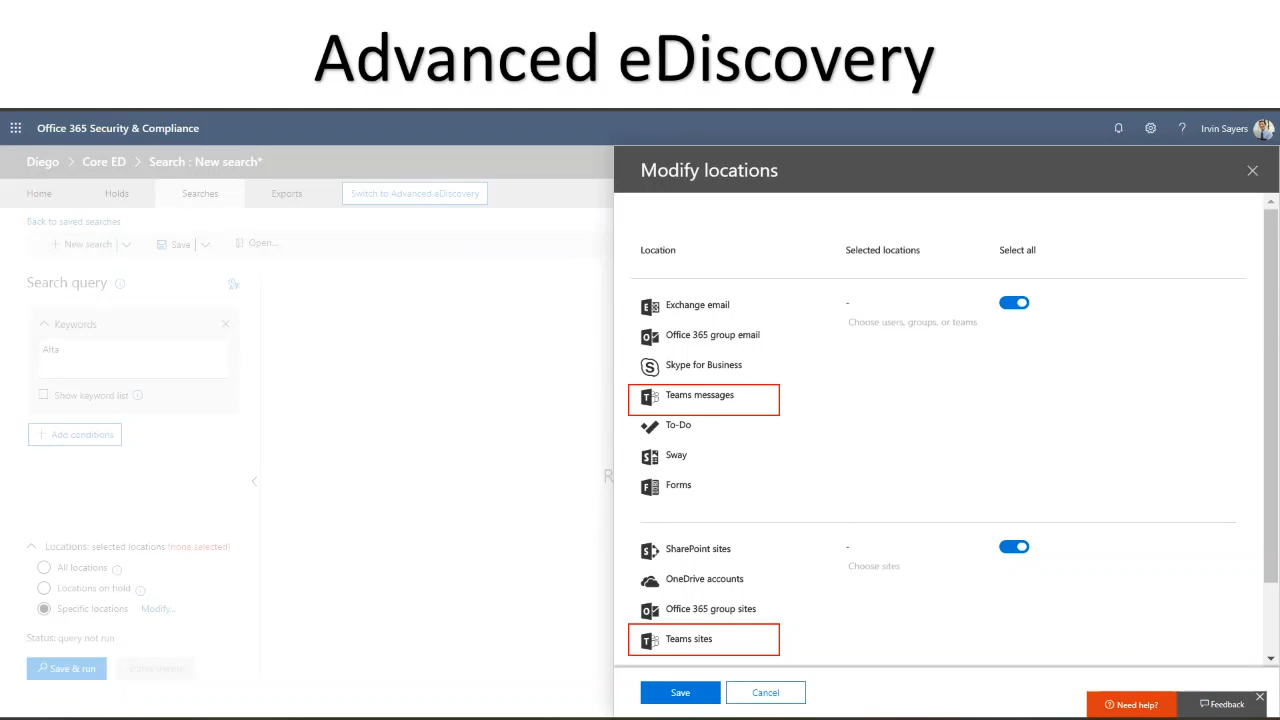 Advanced eDiscovery
Office 365 Security & Compliance
Irvin Sayers
Diego > Core ED > Search : New search*
Home Holds Searches Exports Switch to Advanced eDiscovery
Back to saved searches
New search Save Open...
Search query
Keywords
Alta
Show keyword list
Add conditions
Locations: selected locations (none selected)
All locations
Locations on hold
Specific locations Modify...
Status: query not run
Save & run
R
Modify locations
Location Selected locations Select all
Exchange email -
Choose users, groups, or teams
Office 365 group email
Skype for Business
Teams messages
To-Do
Sway
Forms
SharePoint sites -
Choose sites
OneDrive accounts
Office 365 group sites
Teams sites
Save Cancel
Need help? Feedback